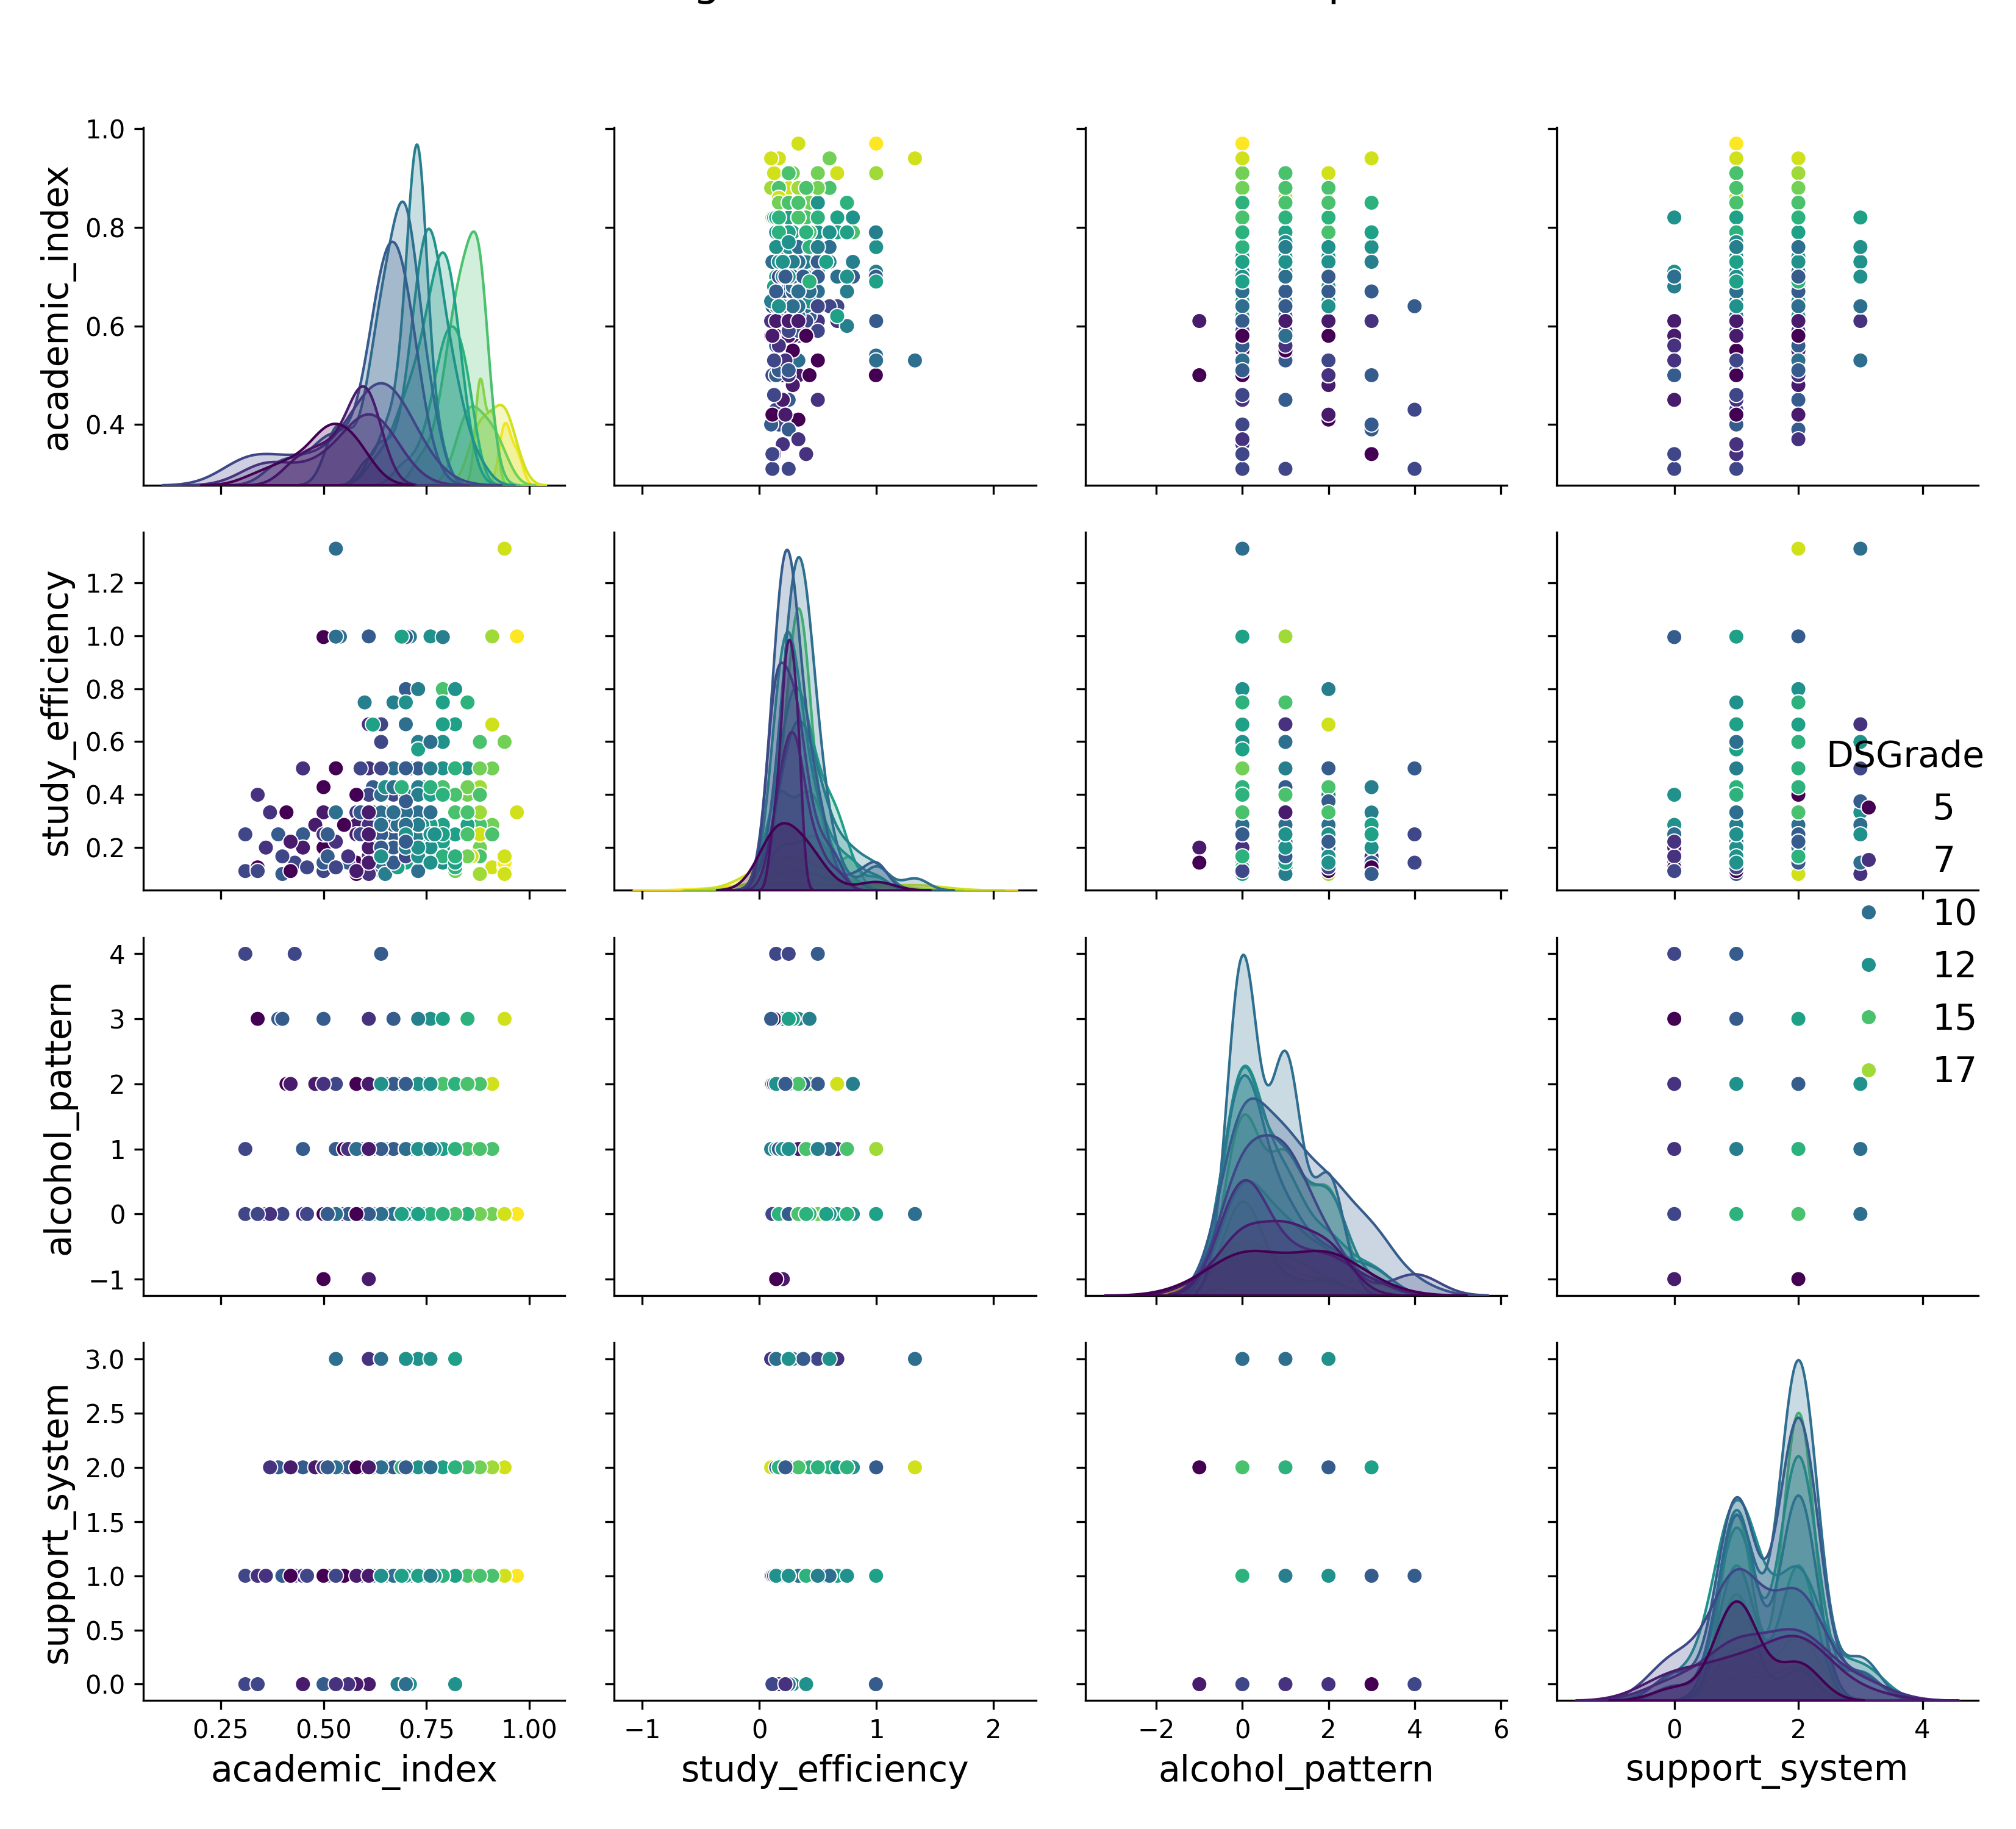 1.0
0.8
0.6
0.4
academic_index
1.2
1.0
0.8
0.6
0.4
0.2
study_efficiency
DSGrade
5
7
10
12
15
17
4
3
2
1
0
−1
alcohol_pattern
3.0
2.5
2.0
1.5
1.0
0.5
0.0
support_system
0.25 0.50 0.75 1.00
−1 0 1 2
−2 0 2 4 6
0 2 4
academic_index
study_efficiency
alcohol_pattern
support_system